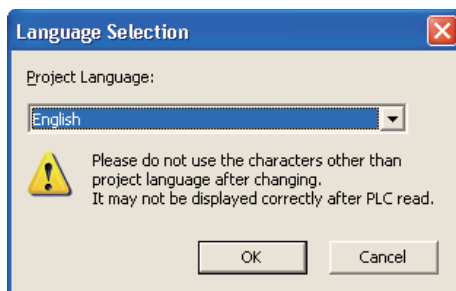 Language Selection
Project Language:
English
Please do not use the characters other than
project language after changing.
It may not be displayed correctly after PLC read.
OK
Cancel